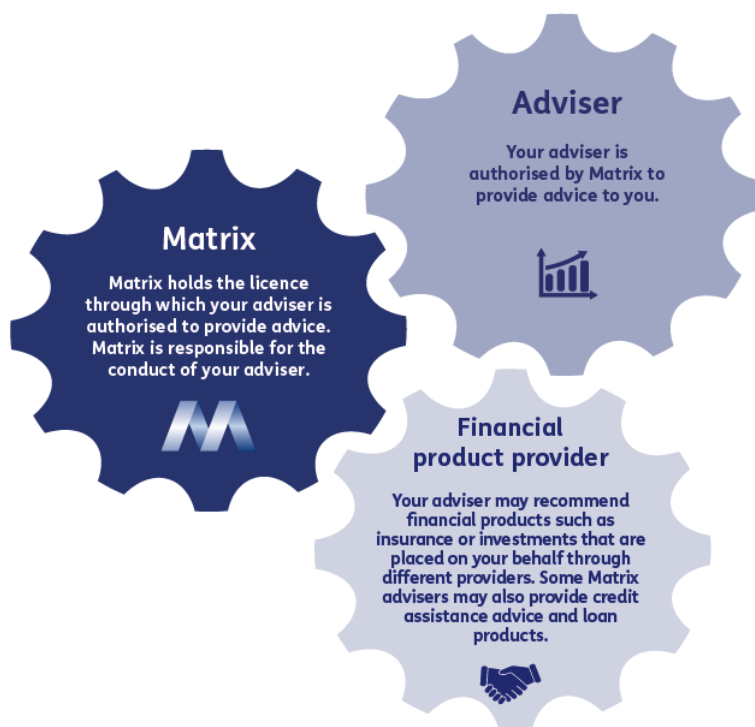 Adviser
Your adviser is
authorised by Matrix to
provide advice to you.
Matrix
Matrix holds the licence
through which your adviser is
authorised to provide advice.
Matrix is responsible for the
conduct of your adviser.
Financial
product provider
Your adviser may recommend
financial products such as
insurance or investments that are
placed on your behalf through
different providers. Some Matrix
advisers may also provide credit
assistance advice and loan
products.